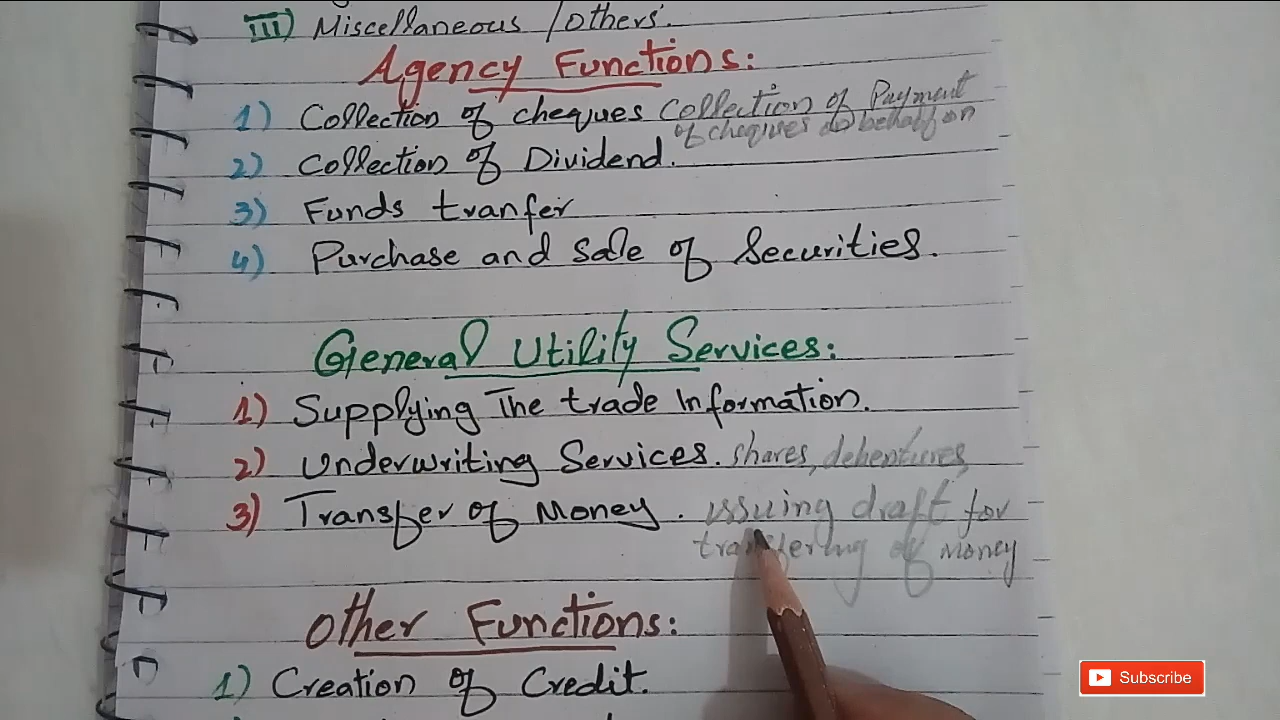 III) Miscellaneous / others.
Agency Functions:
1) Collection of cheques Collection of Payment
of cheques on behalf on
2) Collection of Dividend.
3) Funds tranfer
4) Purchase and Sale of Securities.
General Utility Services:
1) Supplying The trade Information.
2) Underwriting Services. shares, debentures,
3) Transfer of Money. issuing draft for
transfering of money
Other Functions:
1) Creation of Credit.
Subscribe